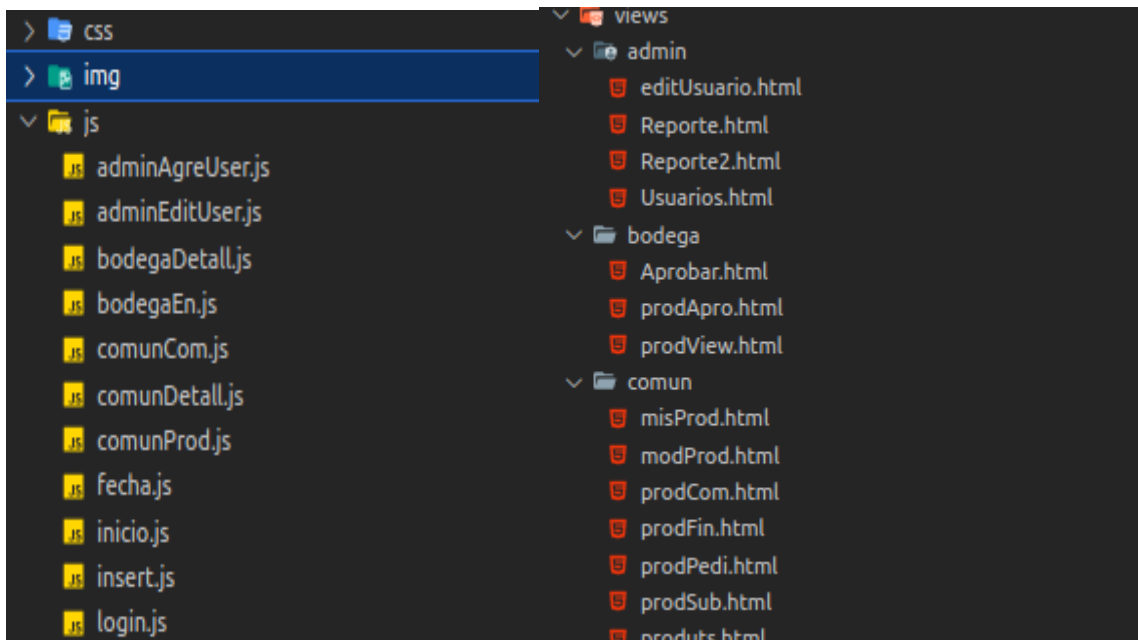 css
img
js
adminAgreUser.js
adminEditUser.js
bodegaDetall.js
bodegaEn.js
comunCom.js
comunDetall.js
comunProd.js
fecha.js
inicio.js
insert.js
login.js
views
admin
editUsuario.html
Reporte.html
Reporte2.html
Usuarios.html
bodega
Aprobar.html
prodApro.html
prodView.html
comun
misProd.html
modProd.html
prodCom.html
prodFin.html
prodPedi.html
prodSub.html
produts.html